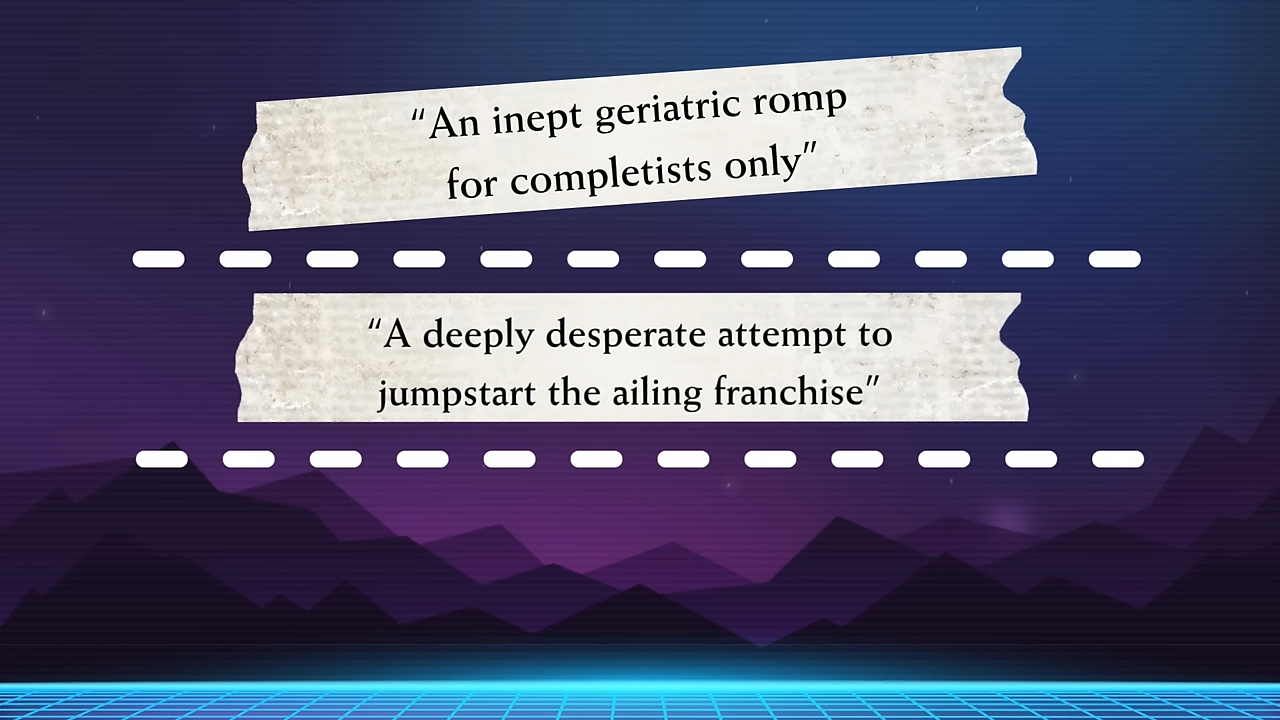 “An inept geriatric romp
for completists only”
“A deeply desperate attempt to
jumpstart the ailing franchise”